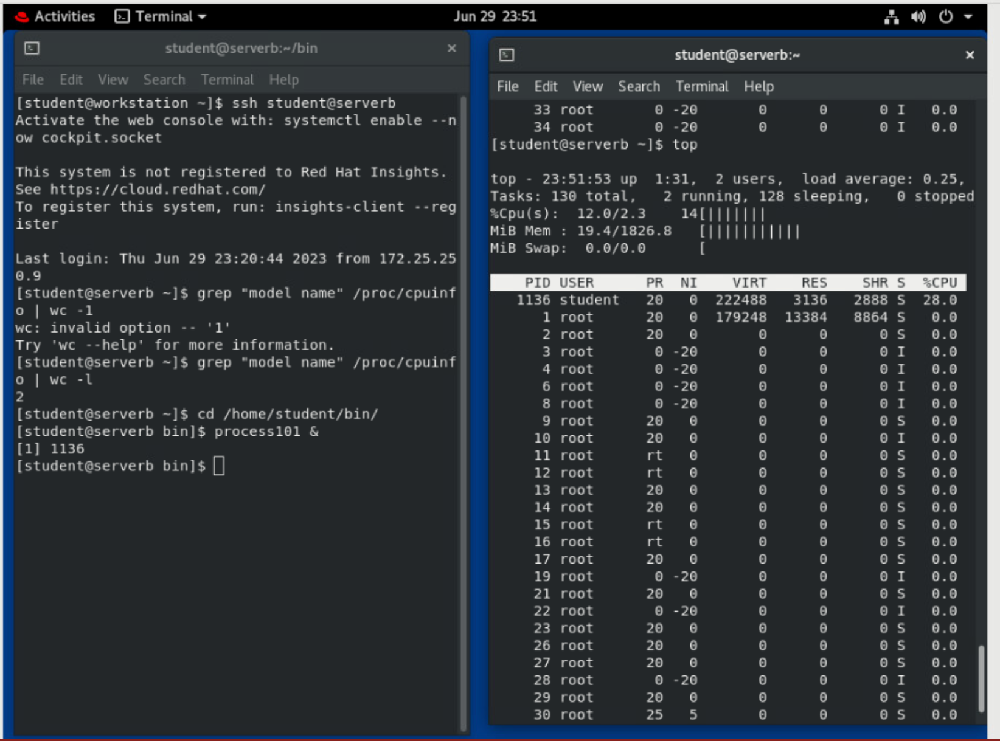 Activities Terminal Jun 29 23:51
student@serverb:~/bin
File Edit View Search Terminal Help
[student@workstation ~]$ ssh student@serverb
Activate the web console with: systemctl enable --n
ow cockpit.socket
This system is not registered to Red Hat Insights.
See https://cloud.redhat.com/
To register this system, run: insights-client --reg
ister
Last login: Thu Jun 29 23:20:44 2023 from 172.25.25
0.9
[student@serverb ~]$ grep "model name" /proc/cpuinf
o | wc -1
wc: invalid option -- '1'
Try 'wc --help' for more information.
[student@serverb ~]$ grep "model name" /proc/cpuinf
o | wc -l
2
[student@serverb ~]$ cd /home/student/bin/
[student@serverb bin]$ process101 &
[1] 1136
[student@serverb bin]$
student@serverb:~
File Edit View Search Terminal Help
33 root 0 -20 0 0 0 I 0.0
34 root 0 -20 0 0 0 I 0.0
[student@serverb ~]$ top
top - 23:51:53 up 1:31, 2 users, load average: 0.25,
Tasks: 130 total, 2 running, 128 sleeping, 0 stopped
%Cpu(s): 12.0/2.3 14[|||||||
MiB Mem : 19.4/1826.8 [|||||||||||
MiB Swap: 0.0/0.0 [
PID USER PR NI VIRT RES SHR S %CPU
1136 student 20 0 222488 3136 2888 S 28.0
1 root 20 0 179248 13384 8864 S 0.0
2 root 20 0 0 0 0 S 0.0
3 root 0 -20 0 0 0 I 0.0
4 root 0 -20 0 0 0 I 0.0
6 root 0 -20 0 0 0 I 0.0
8 root 0 -20 0 0 0 I 0.0
9 root 20 0 0 0 0 S 0.0
10 root 20 0 0 0 0 I 0.0
11 root rt 0 0 0 0 S 0.0
12 root rt 0 0 0 0 S 0.0
13 root 20 0 0 0 0 S 0.0
14 root 20 0 0 0 0 S 0.0
15 root rt 0 0 0 0 S 0.0
16 root rt 0 0 0 0 S 0.0
17 root 20 0 0 0 0 S 0.0
19 root 0 -20 0 0 0 I 0.0
21 root 20 0 0 0 0 S 0.0
22 root 0 -20 0 0 0 I 0.0
23 root 20 0 0 0 0 S 0.0
26 root 20 0 0 0 0 S 0.0
27 root 20 0 0 0 0 S 0.0
28 root 0 -20 0 0 0 I 0.0
29 root 20 0 0 0 0 S 0.0
30 root 25 5 0 0 0 S 0.0